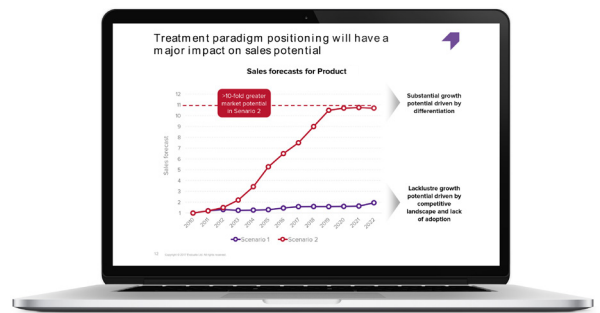 Treatment paradigm positioning will have a
major impact on sales potential
Sales forecasts for Product
12
11
10
9
8
7
6
5
4
3
2
1
Sales forecast
>10-fold greater
market potential
in Senario 2
2010
2011
2012
2013
2014
2015
2016
2017
2018
2019
2020
2021
2022
Scenario 1
Scenario 2
Substantial growth
potential driven by
differentiation
Lacklustre growth
potential driven by
competitive
landscape and lack
of adoption